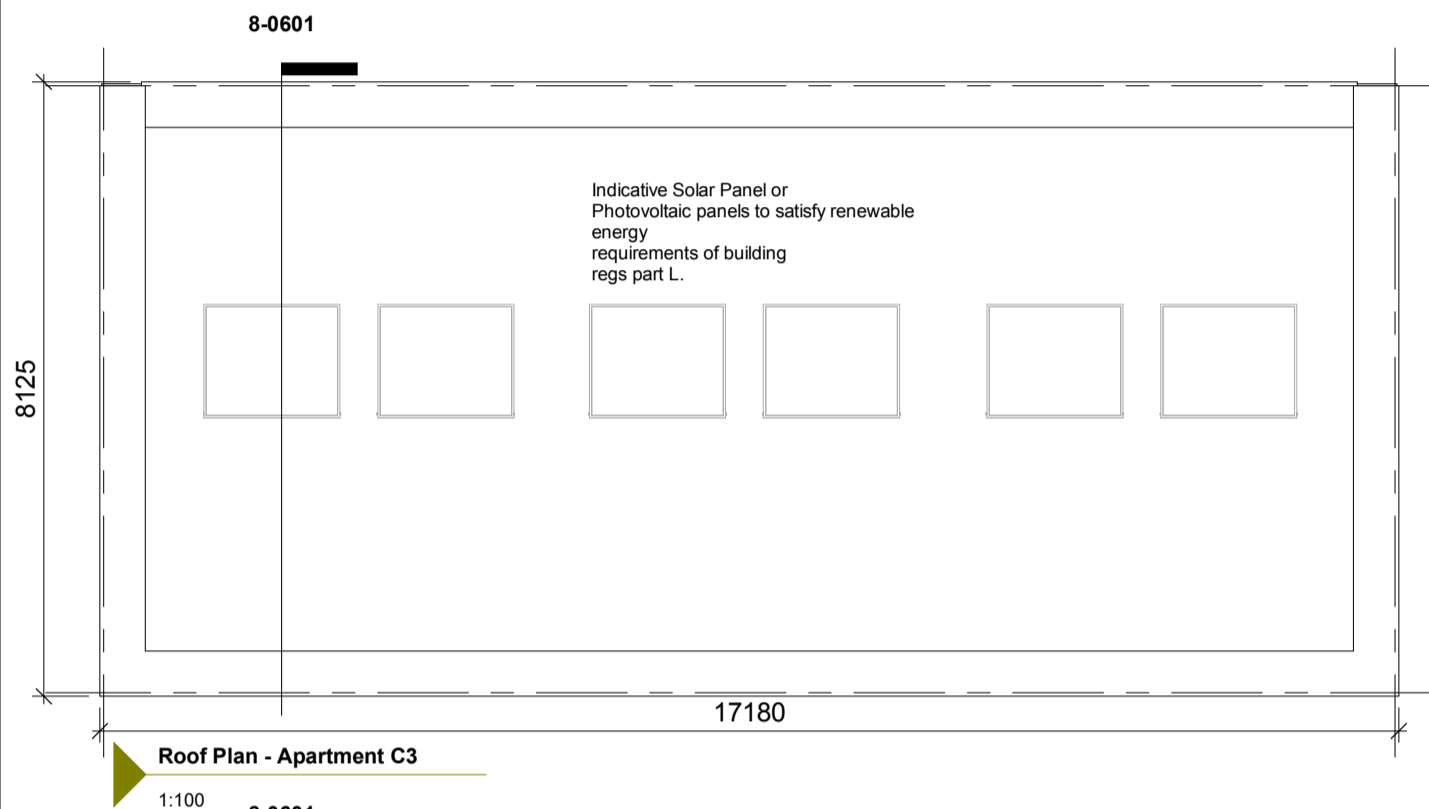 8-0601
Indicative Solar Panel or
Photovoltaic panels to satisfy renewable
energy
requirements of building
regs part L.
8125
17180
Roof Plan - Apartment C3
1:100